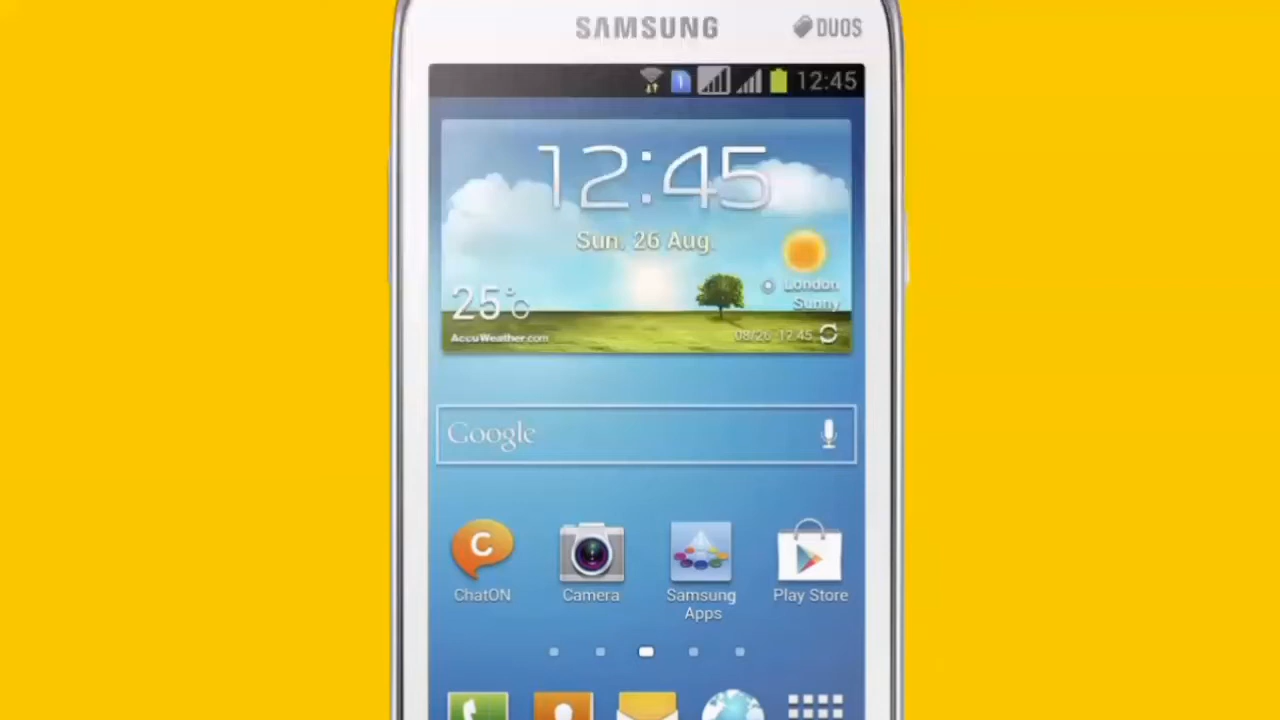 SAMSUNG
DUOS
1
12:45
12:45
Sun. 26 Aug.
London
Sunny
25°C
AccuWeather.com
08/26 12:45
Google
C
ChatON
Camera
Samsung
Apps
Play Store